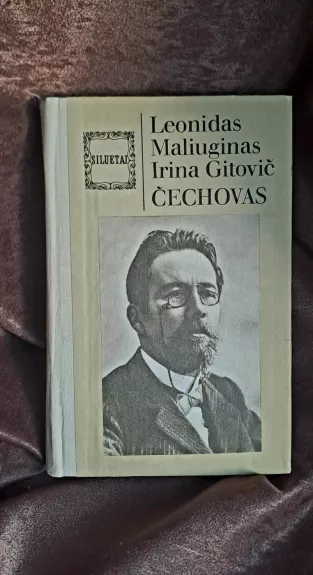 SILUETAI
Leonidas
Maliuginas
Irina Gitovič
ČECHOVAS